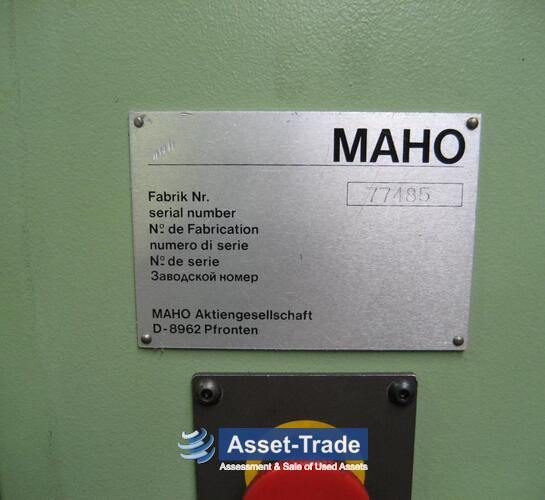 MAHO
Fabrik Nr. 77485
serial number
Nº de Fabrication
numero di serie
Nº de serie
Заводской номер
MAHO Aktiengesellschaft
D-8962 Pfronten
Asset-Trade
Assessment & Sale of Used Assets